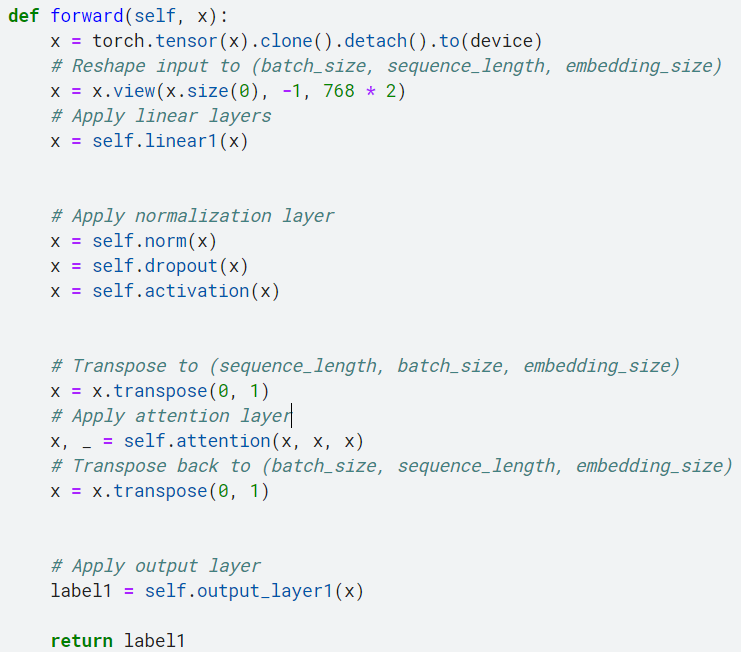 def forward(self, x):
    x = torch.tensor(x).clone().detach().to(device)
    # Reshape input to (batch_size, sequence_length, embedding_size)
    x = x.view(x.size(0), -1, 768 * 2)
    # Apply linear layers
    x = self.linear1(x)
    # Apply normalization layer
    x = self.norm(x)
    x = self.dropout(x)
    x = self.activation(x)
    # Transpose to (sequence_length, batch_size, embedding_size)
    x = x.transpose(0, 1)
    # Apply attention layer
    x, _ = self.attention(x, x, x)
    # Transpose back to (batch_size, sequence_length, embedding_size)
    x = x.transpose(0, 1)
    # Apply output layer
    label1 = self.output_layer1(x)
    return label1